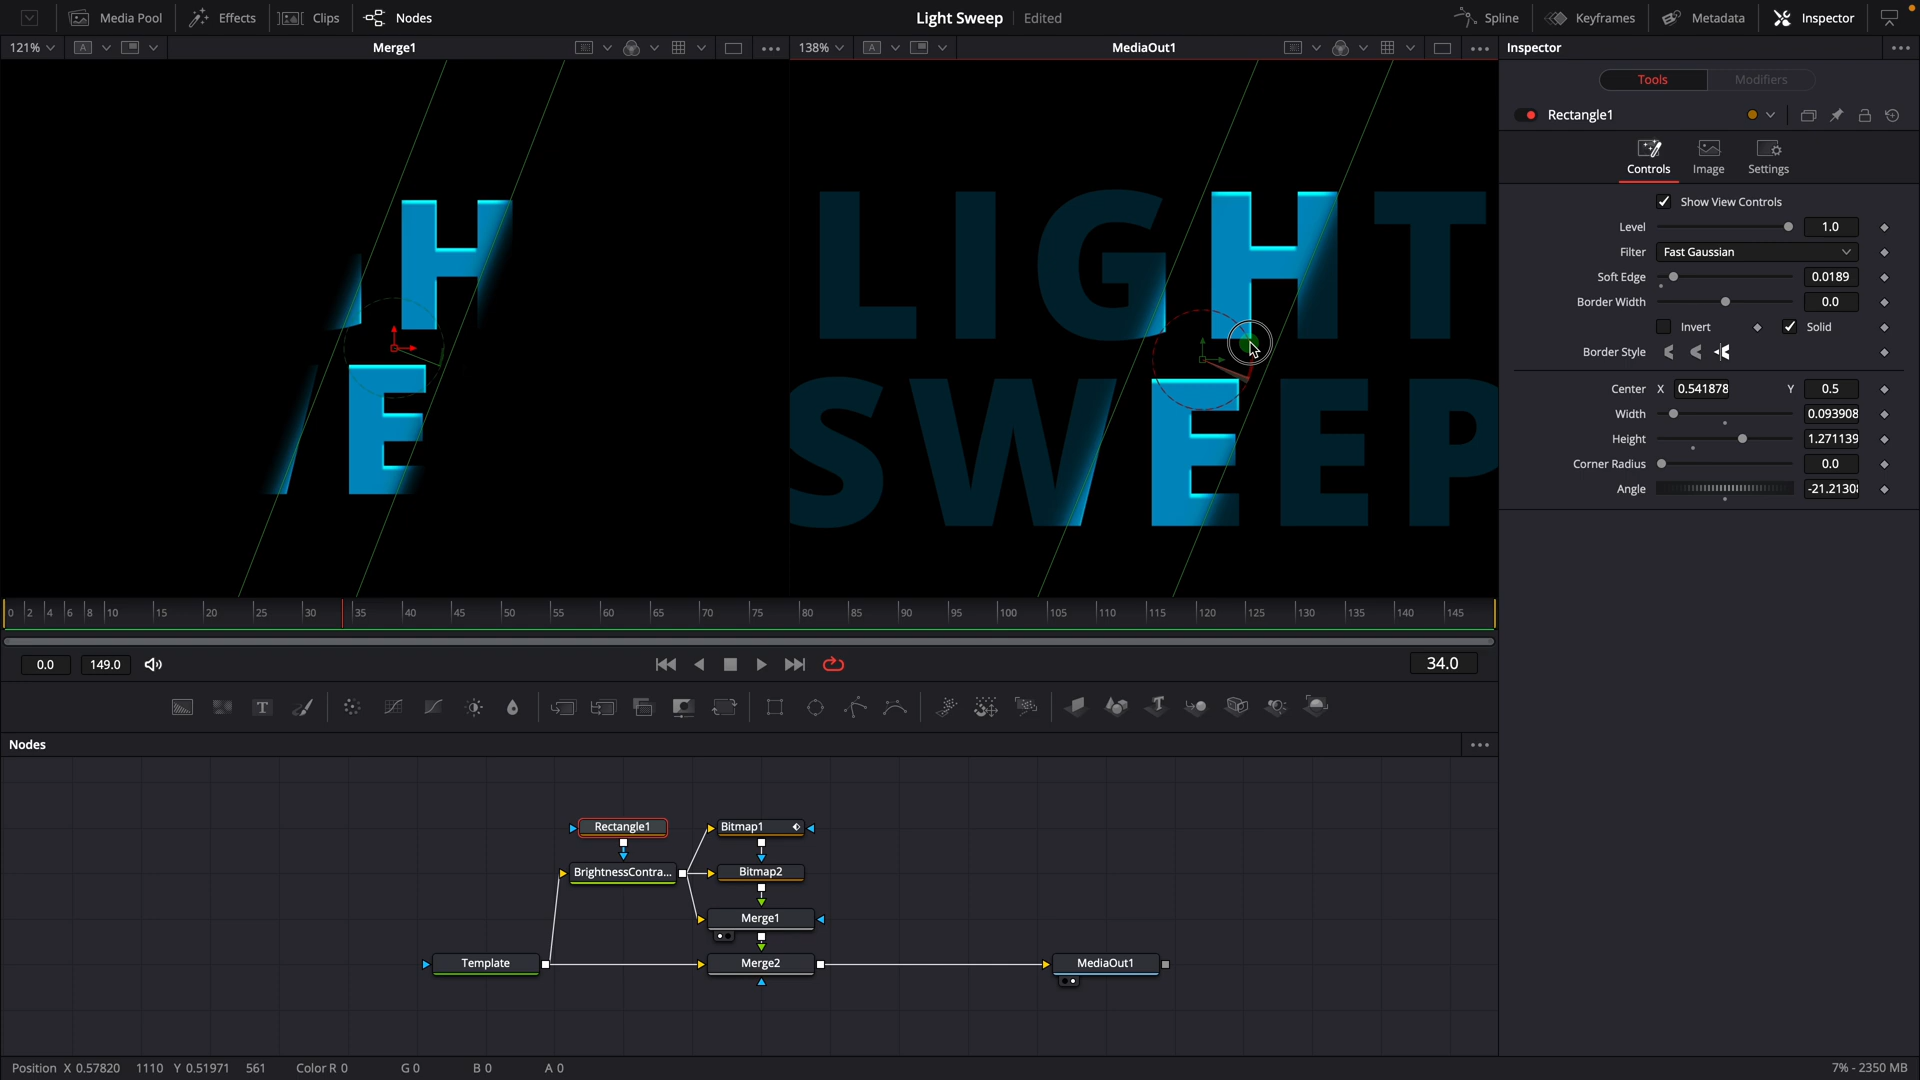 Media Pool Effects Clips Nodes Light Sweep Edited Spline Keyframes Metadata Inspector
121% A Merge1 138% A MediaOut1 Inspector
Tools Modifiers
Rectangle1
Controls Image Settings
Show View Controls
Level 1.0
Filter Fast Gaussian
Soft Edge 0.0189
Border Width 0.0
Invert Solid
Border Style
Center X 0.541878 Y 0.5
Width 0.093908
Height 1.271139
Corner Radius 0.0
Angle -21.2130
H
E
LIGHT
SWEEP
0 2 4 6 8 10 15 20 25 30 35 40 45 50 55 60 65 70 75 80 85 90 95 100 105 110 115 120 125 130 135 140 145
0.0 149.0 34.0
T T
Nodes
Rectangle1 Bitmap1
BrightnessContra... Bitmap2
Merge1
Template Merge2 MediaOut1
Position X 0.57820 1110 Y 0.51971 561 Color R 0 G 0 B 0 A 0 7% - 2350 MB